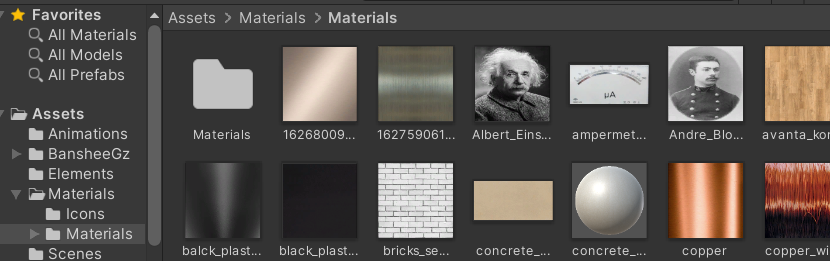 Favorites
All Materials
All Models
All Prefabs
Assets
Animations
BansheeGz
Elements
Materials
Icons
Materials
Scenes
Assets > Materials > Materials
Materials
16268009...
162759061...
Albert_Eins...
ampermet...
Andre_Blo...
avanta_kor
µA
balck_plast...
black_plast...
bricks_se...
concrete_...
concrete_...
copper
copper_wi